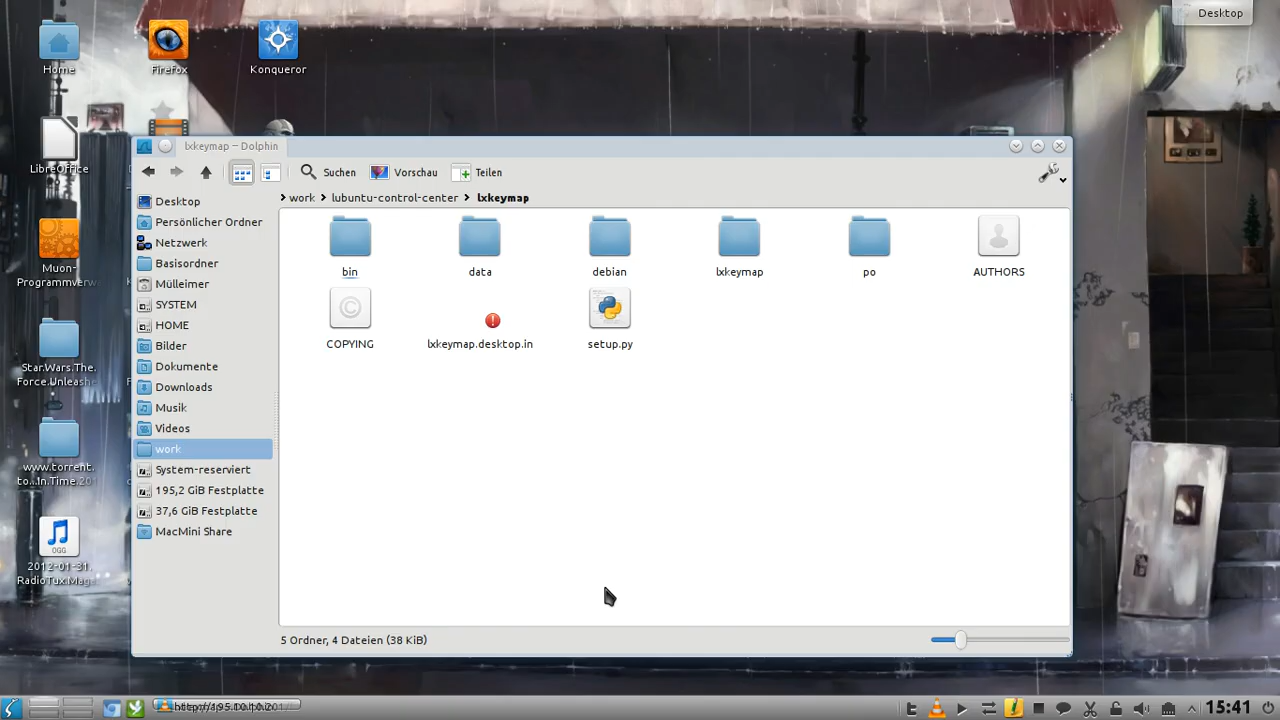 Desktop
Home
Firefox
Konqueror
LibreOffice
Muon-
Programmverw
Star.Wars.The.
Force.Unleashe
www.torrent.
to...In.Time.201
OGG
2012-01-31.
RadioTux.Mage
lxkeymap – Dolphin
Suchen
Vorschau
Teilen
work
lubuntu-control-center
lxkeymap
Desktop
Persönlicher Ordner
Netzwerk
Basisordner
Mülleimer
SYSTEM
HOME
Bilder
Dokumente
Downloads
Musik
Videos
work
System-reserviert
195,2 GiB Festplatte
37,6 GiB Festplatte
MacMini Share
bin
data
debian
lxkeymap
po
AUTHORS
COPYING
lxkeymap.desktop.in
setup.py
5 Ordner, 4 Dateien (38 KiB)
15:41